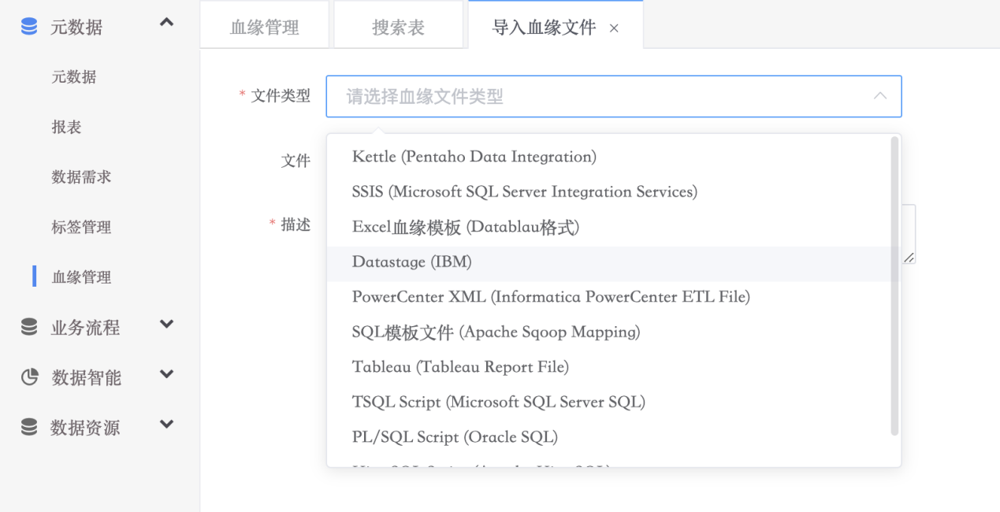 元数据
元数据
报表
数据需求
标签管理
血缘管理
业务流程
数据智能
数据资源
血缘管理
搜索表
导入血缘文件 ×
* 文件类型
请选择血缘文件类型
文件
* 描述
Kettle (Pentaho Data Integration)
SSIS (Microsoft SQL Server Integration Services)
Excel血缘模板 (Datablau格式)
Datastage (IBM)
PowerCenter XML (Informatica PowerCenter ETL File)
SQL模板文件 (Apache Sqoop Mapping)
Tableau (Tableau Report File)
TSQL Script (Microsoft SQL Server SQL)
PL/SQL Script (Oracle SQL)